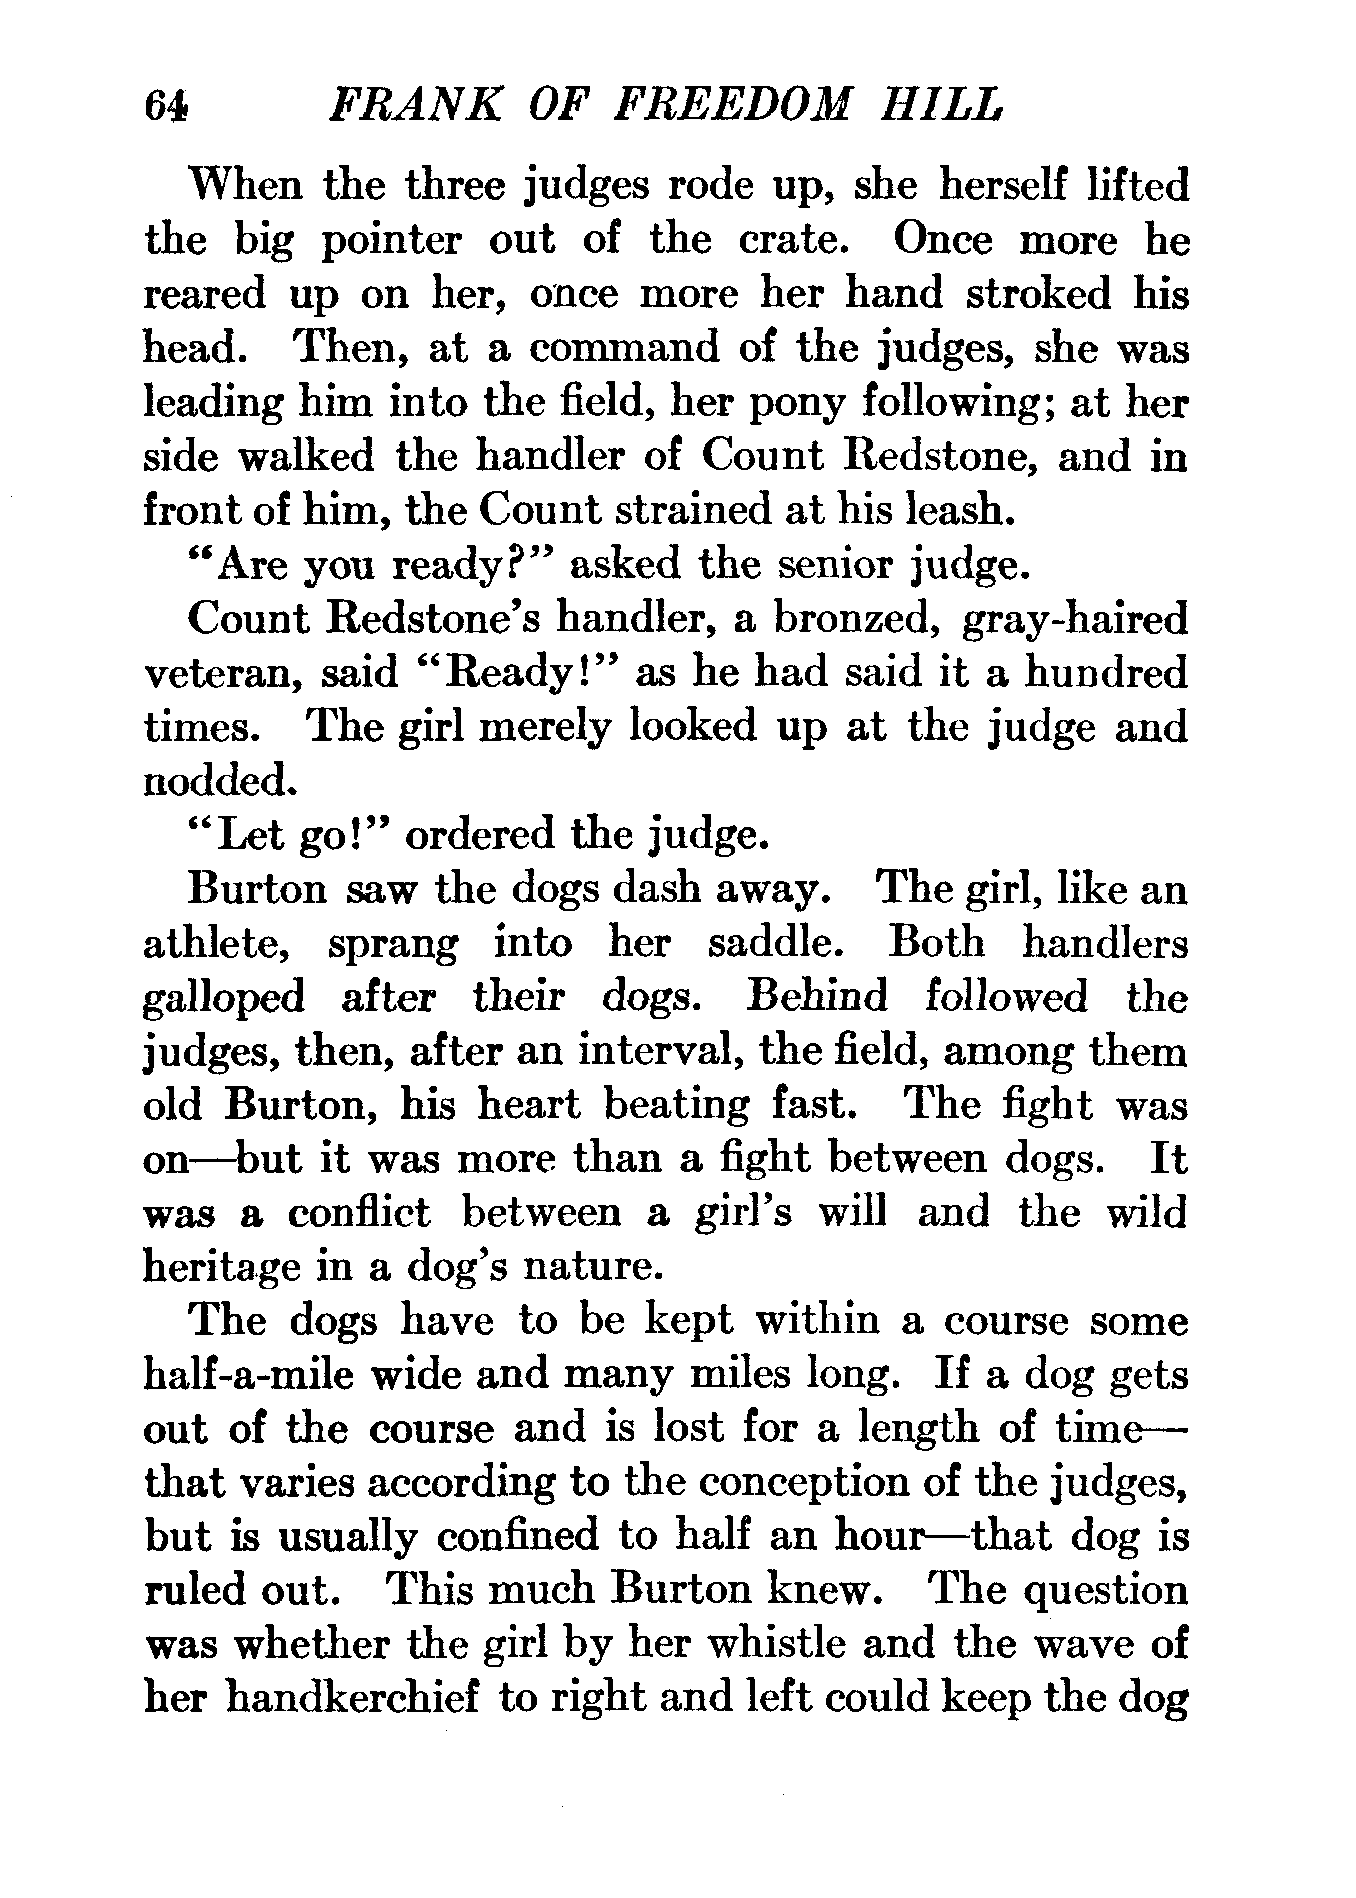 64 FRANK OF FREEDOM HILL
When the three judges rode up, she herself lifted
the big pointer out of the crate. Once more he
reared up on her, once more her hand stroked his
head. Then, at a command of the judges, she was
leading him into the field, her pony following; at her
side walked the handler of Count Redstone, and in
front of him, the Count strained at his leash.
“Are you ready?” asked the senior judge.
Count Redstone’s handler, a bronzed, gray-haired
veteran, said “Ready!” as he had said it a hundred
times. The girl merely looked up at the judge and
nodded.
“Let go!” ordered the judge.
Burton saw the dogs dash away. The girl, like an
athlete, sprang into her saddle. Both handlers
galloped after their dogs. Behind followed the
judges, then, after an interval, the field, among them
old Burton, his heart beating fast. The fight was
on—but it was more than a fight between dogs. It
was a conflict between a girl’s will and the wild
heritage in a dog’s nature.
The dogs have to be kept within a course some
half-a-mile wide and many miles long. If a dog gets
out of the course and is lost for a length of time—
that varies according to the conception of the judges,
but is usually confined to half an hour—that dog is
ruled out. This much Burton knew. The question
was whether the girl by her whistle and the wave of
her handkerchief to right and left could keep the dog